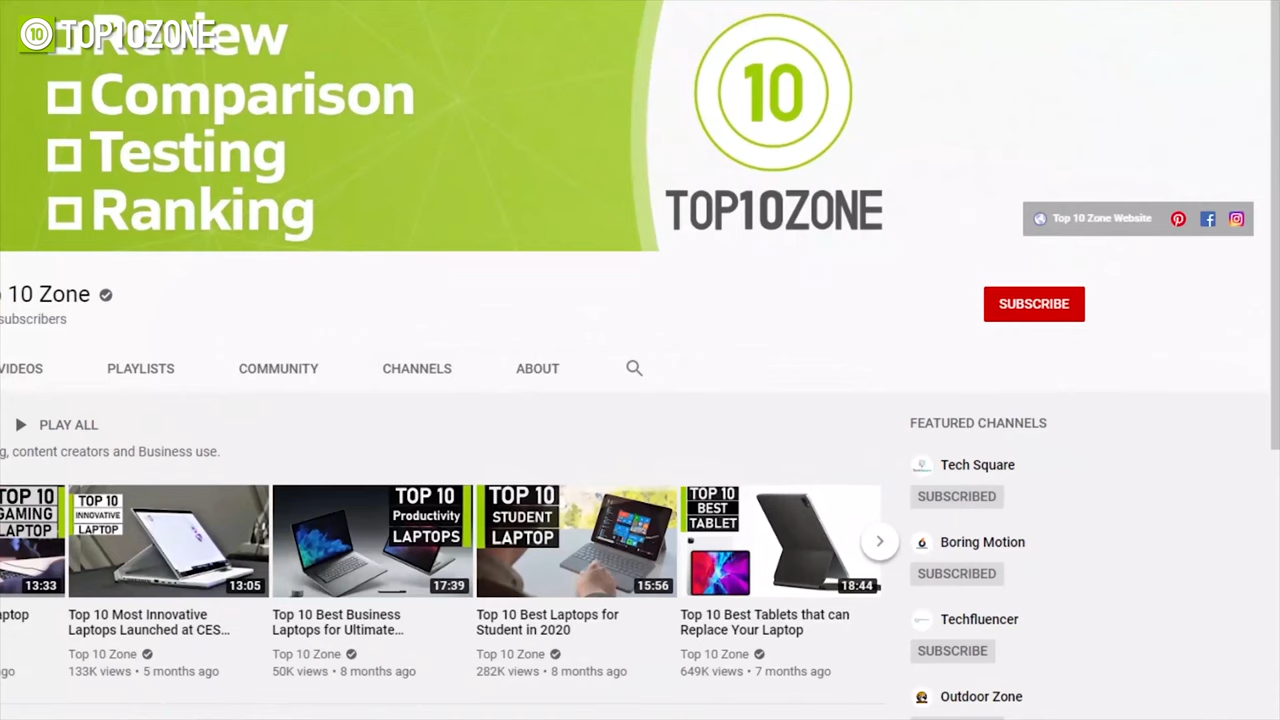 10 TOP10ZONE
Review
Comparison
Testing
Ranking
10
TOP10ZONE
Top 10 Zone Website
10 Zone
subscribers
SUBSCRIBE
VIDEOS PLAYLISTS COMMUNITY CHANNELS ABOUT
PLAY ALL
g, content creators and Business use.
TOP 10
GAMING
LAPTOP
13:33
TOP 10
INNOVATIVE
LAPTOP
13:05
TOP 10
Productivity
LAPTOPS
17:39
TOP 10
STUDENT
LAPTOP
15:56
TOP 10
BEST
TABLET
18:44
aptop
go
Top 10 Most Innovative
Laptops Launched at CES...
Top 10 Zone
133K views • 5 months ago
Top 10 Best Business
Laptops for Ultimate...
Top 10 Zone
50K views • 8 months ago
Top 10 Best Laptops for
Student in 2020
Top 10 Zone
282K views • 8 months ago
Top 10 Best Tablets that can
Replace Your Laptop
Top 10 Zone
649K views • 7 months ago
FEATURED CHANNELS
Tech Square
SUBSCRIBED
Boring Motion
SUBSCRIBED
Techfluencer
SUBSCRIBE
Outdoor Zone